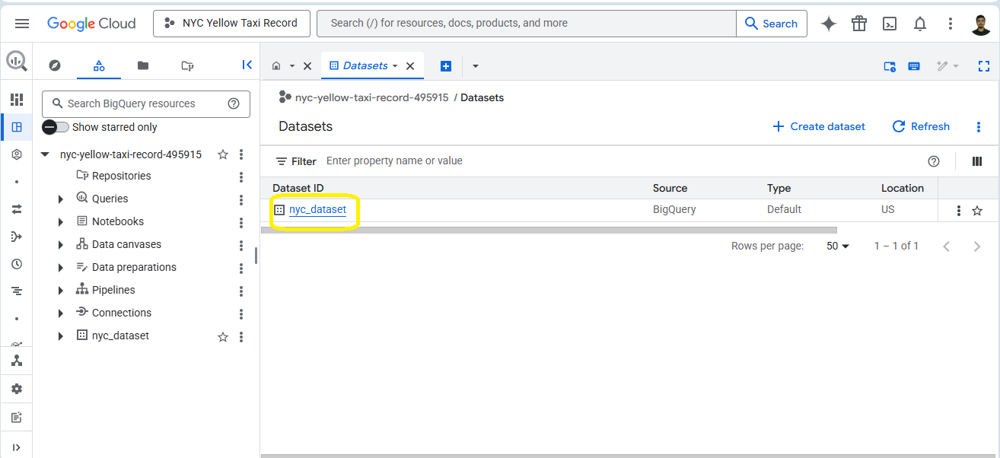 Google Cloud
NYC Yellow Taxi Record
Search (/) for resources, docs, products, and more
Search
Datasets
Search BigQuery resources
Show starred only
nyc-yellow-taxi-record-495915
Repositories
Queries
Notebooks
Data canvases
Data preparations
Pipelines
Connections
nyc_dataset
nyc-yellow-taxi-record-495915 / Datasets
Datasets
Create dataset
Refresh
Filter Enter property name or value
Dataset ID Source Type Location
nyc_dataset BigQuery Default US
Rows per page: 50 1 – 1 of 1